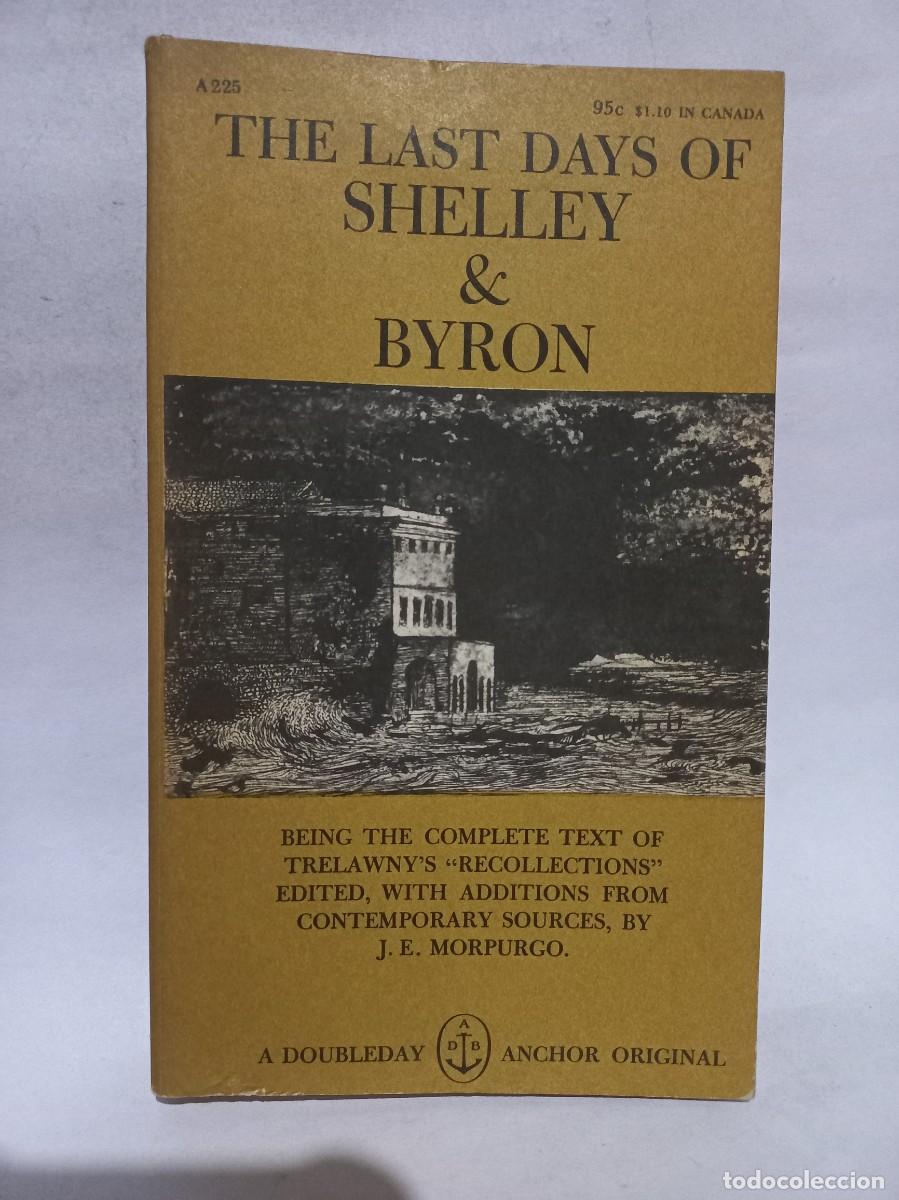 A 225
95c $1.10 IN CANADA
THE LAST DAYS OF
SHELLEY
&
BYRON
BEING THE COMPLETE TEXT OF
TRELAWNY'S “RECOLLECTIONS”
EDITED, WITH ADDITIONS FROM
CONTEMPORARY SOURCES, BY
J. E. MORPURGO.
A DOUBLEDAY A D B ANCHOR ORIGINAL
todocoleccion